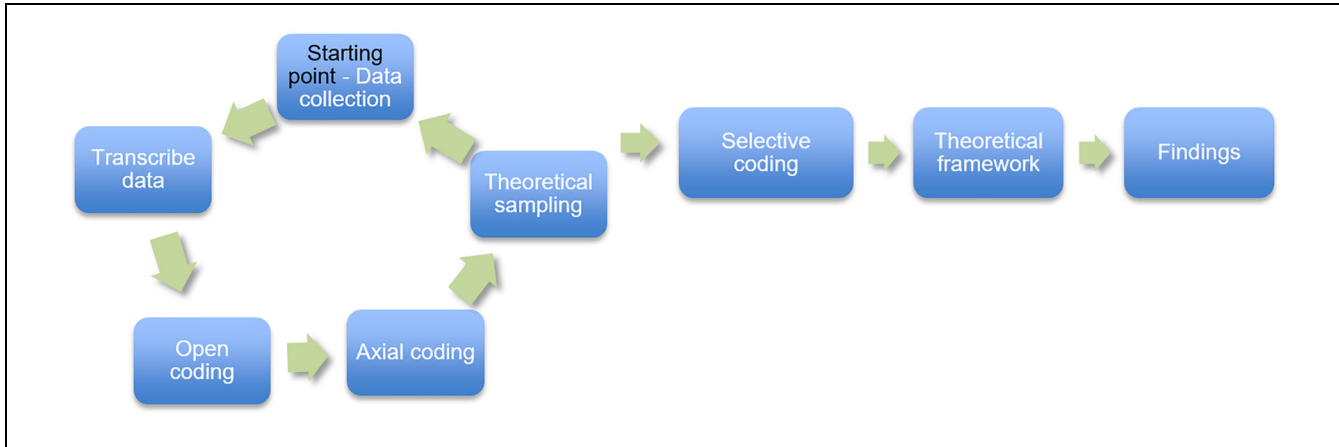 Starting
point - Data
collection
Transcribe
data
Open
coding
Axial coding
Theoretical
sampling
Selective
coding
Theoretical
framework
Findings